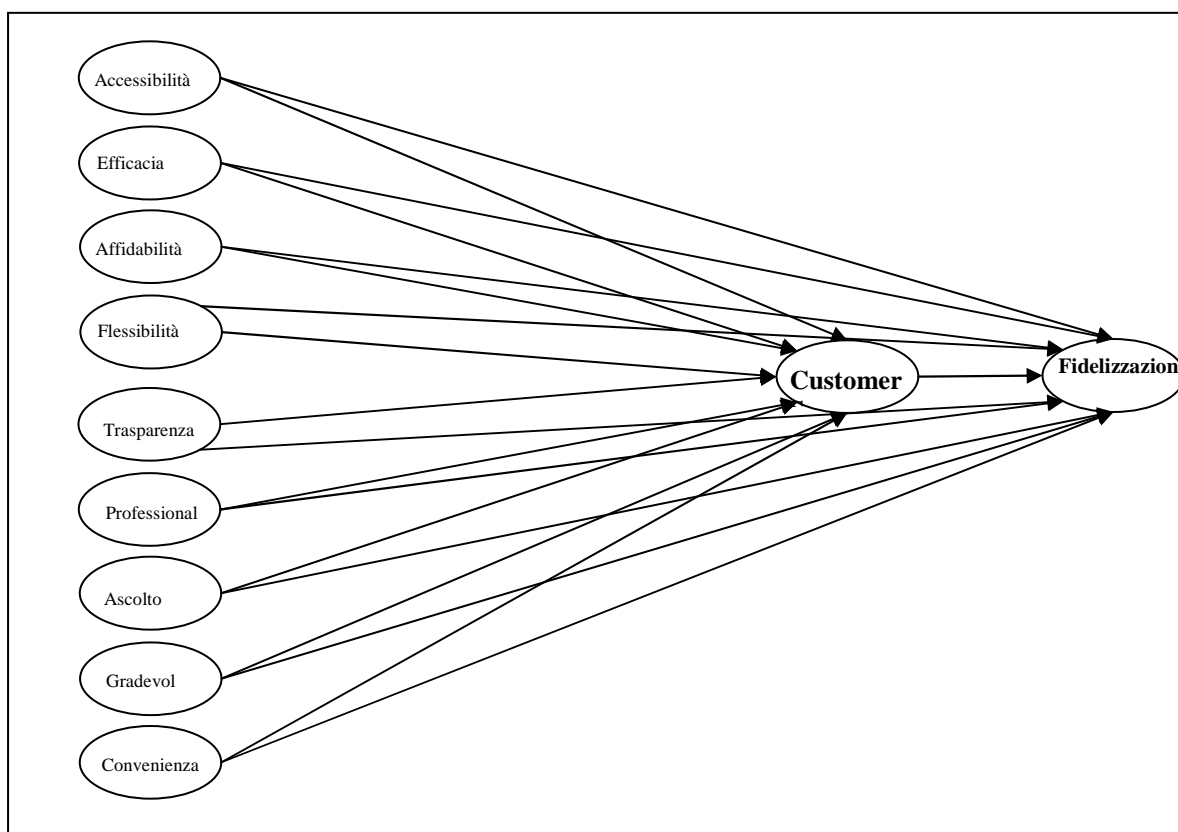 Accessibilità
Efficacia
Affidabilità
Flessibilità
Trasparenza
Professional
Ascolto
Gradevol
Convenienza
Customer
Fidelizzazion